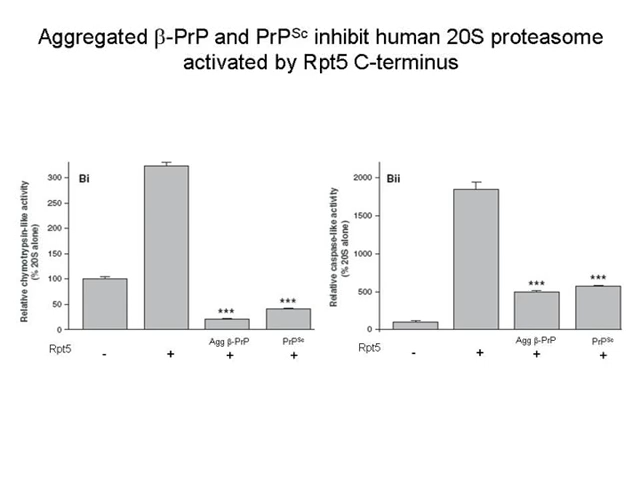 Aggregated β-PrP and PrPSc inhibit human 20S proteasome
activated by Rpt5 C-terminus
Bi
Relative chymotrypsin-like activity
(% 20S alone)
300
250
200
150
100
50
0
***
***
Rpt5
-
+
Agg β-PrP
+
PrPSc
+
Bii
Relative caspase-like activity
(% 20S alone)
2000
1500
1000
500
0
***
***
Rpt5
-
+
Agg β-PrP
+
PrPSc
+